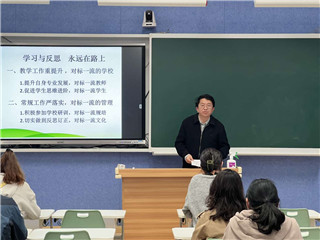 学习与反思 永远在路上
一、教学工作重提升，对标一流的学校
1.提升自身专业发展，对标一流教师
2.促进学生思维进阶，对标一流学生
二、常规工作严落实，对标一流的管理
1.积极参加学校研训，对标一流规格
2.切实做到反思订正，对标一流文化